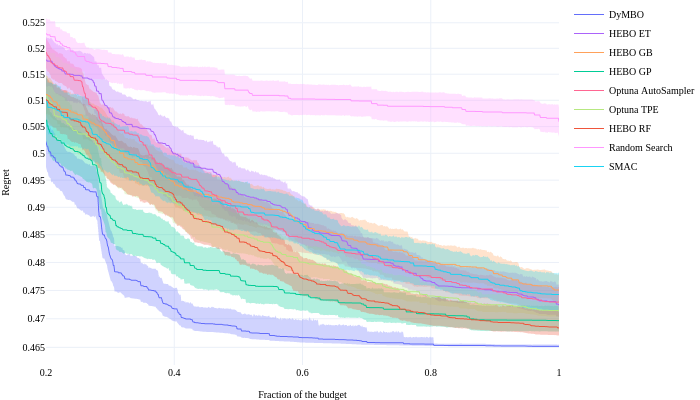 0.525
0.52
0.515
0.51
0.505
0.5
0.495
0.49
0.485
0.48
0.475
0.47
0.465
Regret
0.2
0.4
0.6
0.8
1
Fraction of the budget
DyMBO
HEBO ET
HEBO GB
HEBO GP
Optuna AutoSampler
Optuna TPE
HEBO RF
Random Search
SMAC